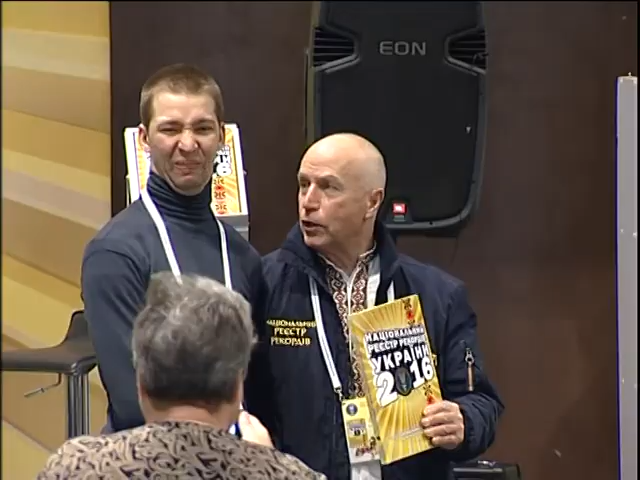 EON
НАЦІОНАЛЬНИЙ
РЕЄСТР
РЕКОРДІВ
НАЦІОНАЛЬНИЙ
РЕЄСТР РЕКОРДІВ
УКРАЇНИ
2016